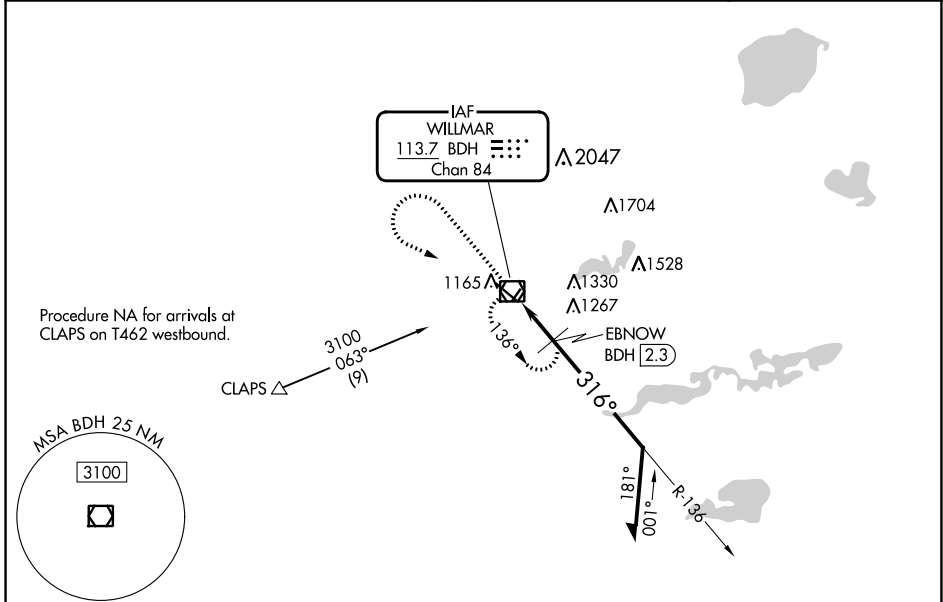 IAF
WILLMAR
113.7 BDH
Chan 84
2047
1704
1528
1165
1330
1267
Procedure NA for arrivals at
CLAPS on T462 westbound.
3100
063°
(9)
CLAPS
136°
EBNOW
BDH 2.3
316°
MSA BDH 25 NM
3100
181°
001°
R-136